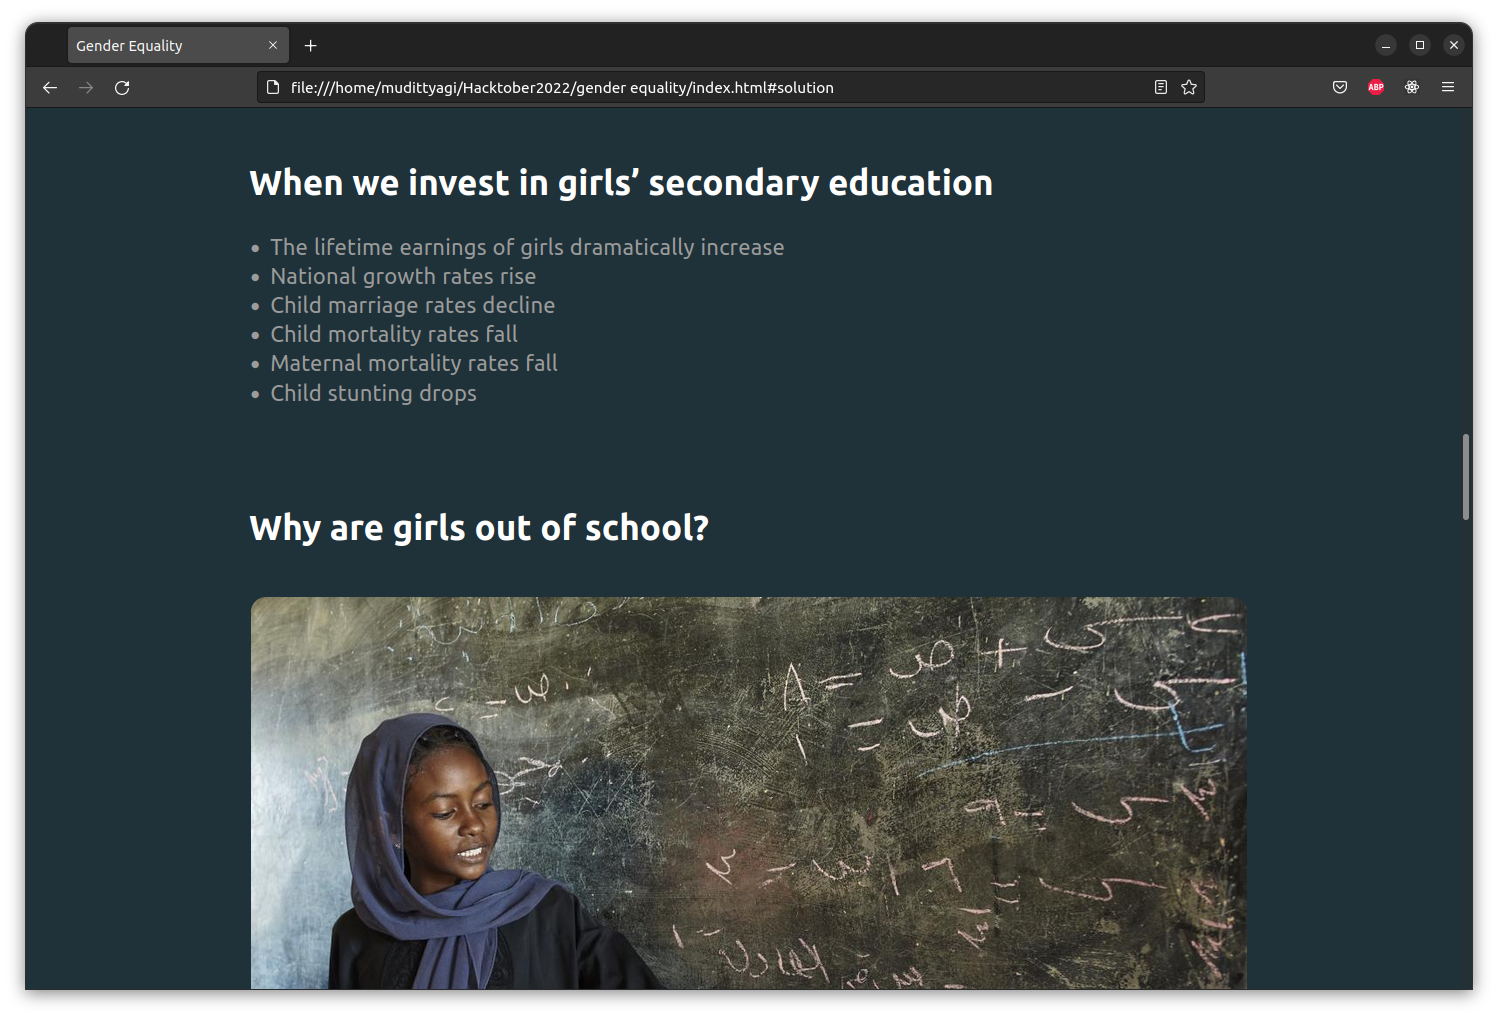 Gender Equality
file:///home/mudittyagi/Hacktober2022/gender equality/index.html#solution
ABP
When we invest in girls’ secondary education
• The lifetime earnings of girls dramatically increase
• National growth rates rise
• Child marriage rates decline
• Child mortality rates fall
• Maternal mortality rates fall
• Child stunting drops
Why are girls out of school?